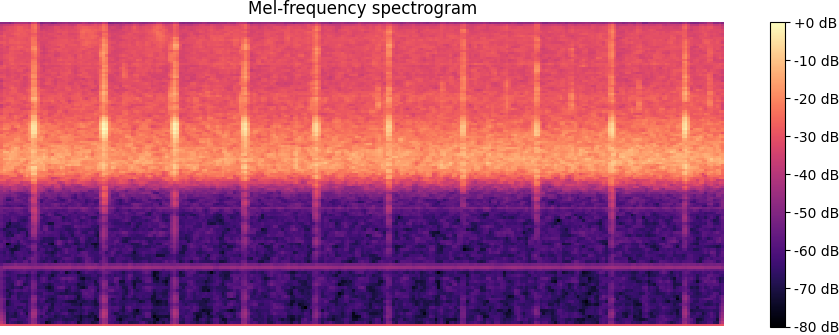 Mel-frequency spectrogram
+0 dB
-10 dB
-20 dB
-30 dB
-40 dB
-50 dB
-60 dB
-70 dB
-80 dB